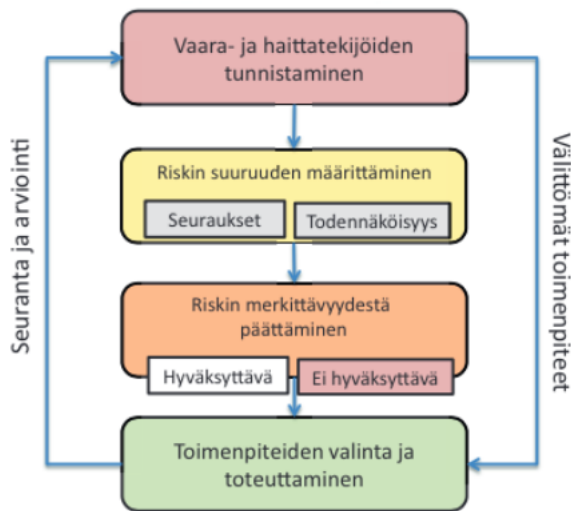 Vaara- ja haittatekijöiden
tunnistaminen
Riskin suuruuden määrittäminen
Seuraukset
Todennäköisyys
Riskin merkittävyydestä
päättäminen
Hyväksyttävä
Ei hyväksyttävä
Toimenpiteiden valinta ja
toteuttaminen
Seuranta ja arviointi
Välittömät toimenpiteet